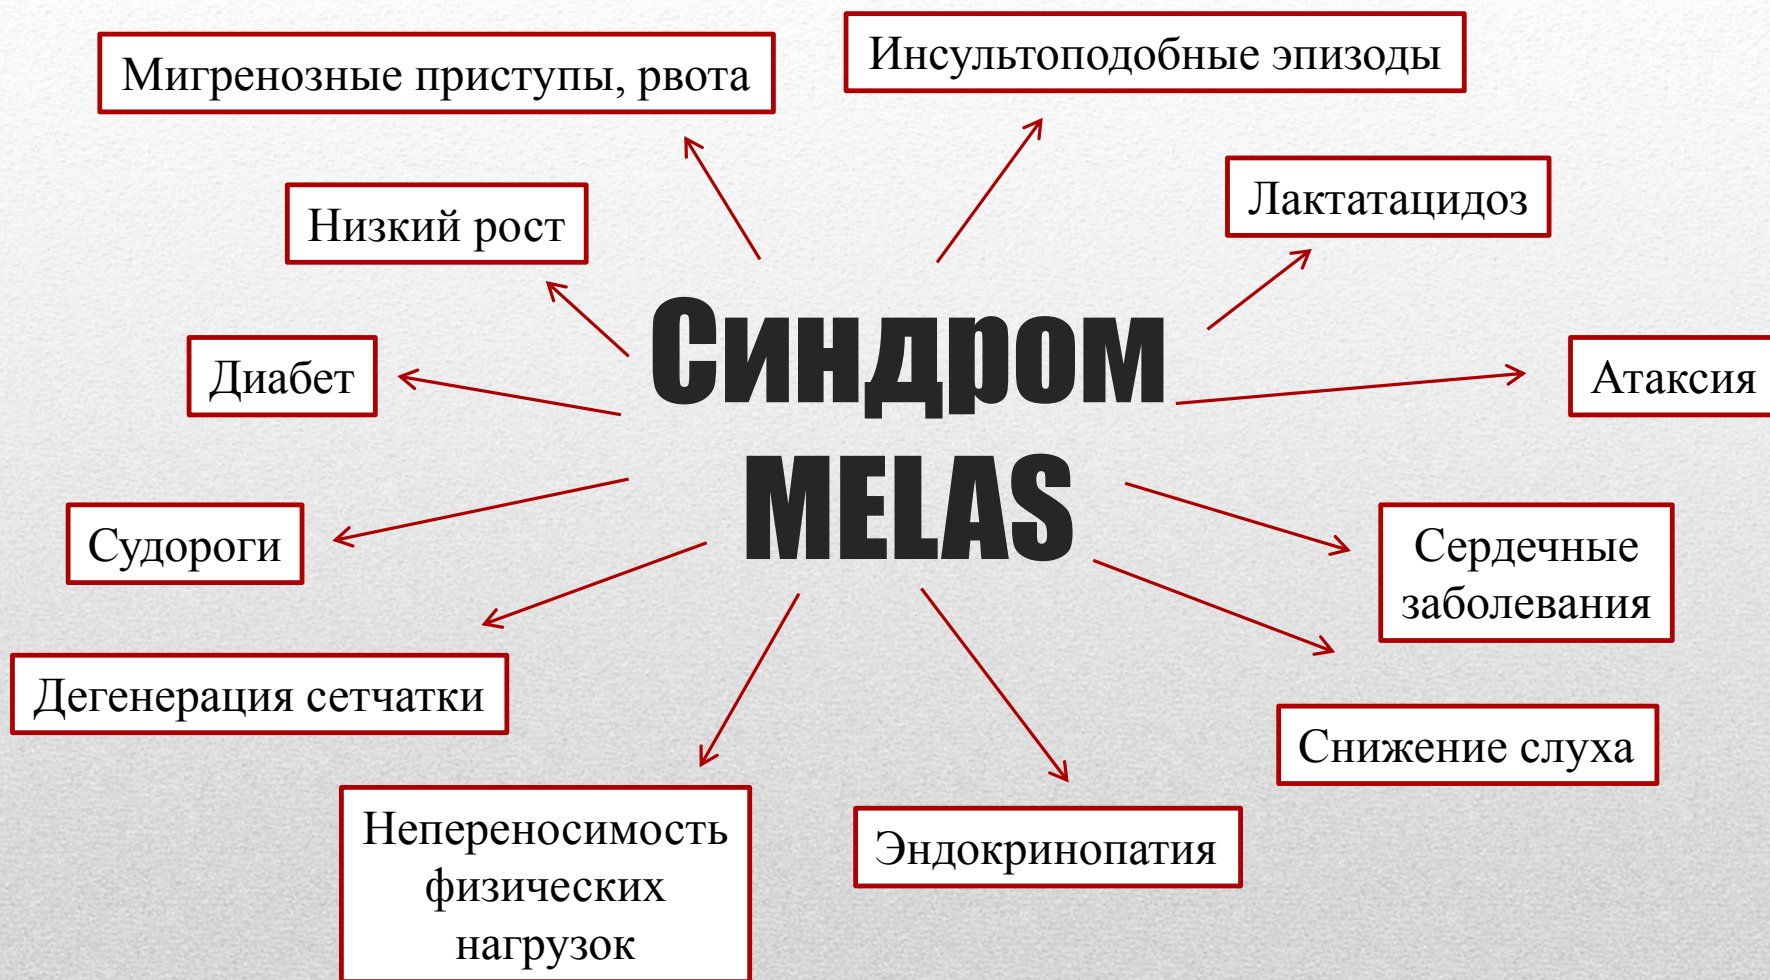 Инсультоподобные эпизоды
Мигренозные приступы, рвота
Лактатацидоз
Низкий рост
Синдром
MELAS
Диабет
Атаксия
Судороги
Сердечные
заболевания
Дегенерация сетчатки
Снижение слуха
Непереносимость
физических
нагрузок
Эндокринопатия